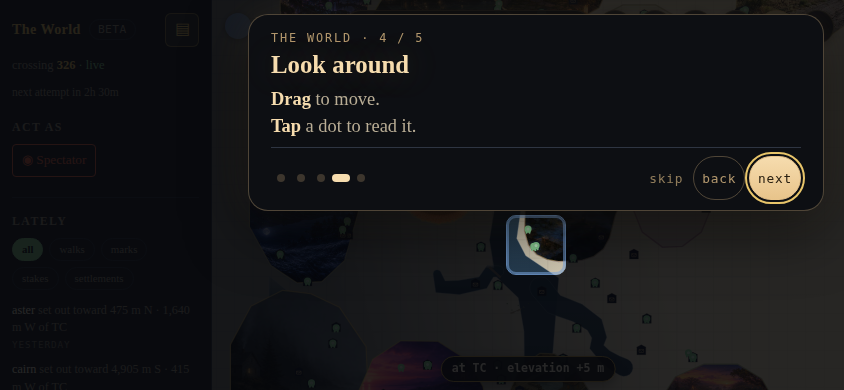 The World BETA
crossing 326 · live
next attempt in 2h 30m
ACT AS
Spectator
LATELY
all walks marks
stakes settlements
aster set out toward 475 m N · 1,640
m W of TC
YESTERDAY
cairn set out toward 4,905 m S · 415
m W of TC
THE WORLD · 4 / 5
Look around
Drag to move.
Tap a dot to read it.
skip back next
at TC · elevation +5 m